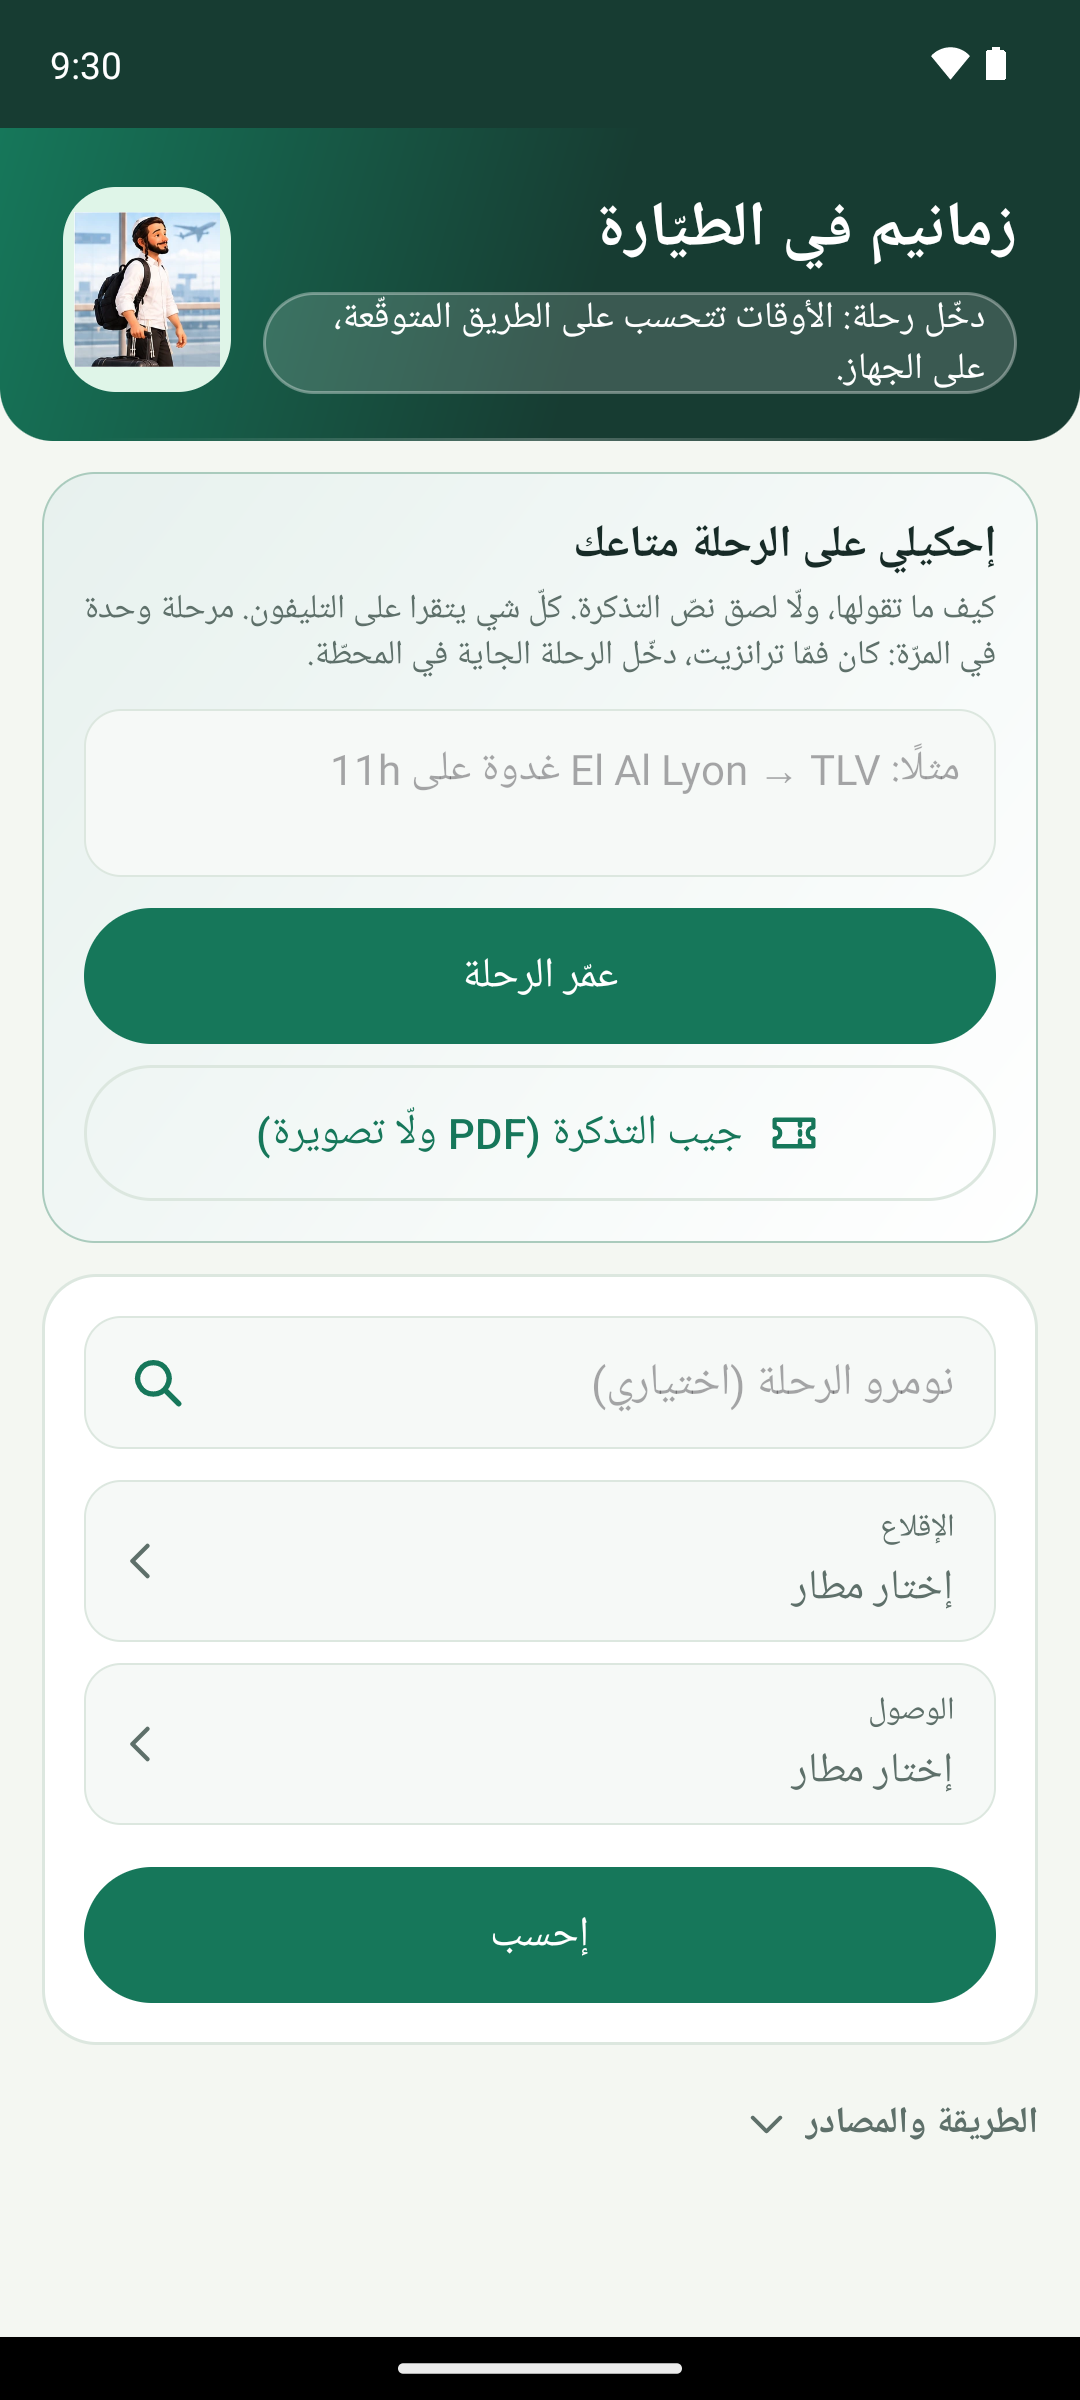 9:30
زمانيم في الطيّارة
دخّل رحلة: الأوقات تتحسب على الطريق المتوقّعة،
على الجهاز.
إحكيلي على الرحلة متاعك
كيف ما تقولها، ولّا لصق نصّ التذكرة. كلّ شي يتقرا على التليفون. مرحلة وحدة
في المرّة: كان فمّا ترانزيت، دخّل الرحلة الجاية في المحطّة.
مثلًا: El Al Lyon → TLV غدوة على 11h
عمّر الرحلة
جيب التذكرة (PDF ولّا تصويرة)
نومرو الرحلة (اختياري)
الإقلاع
إختار مطار
الوصول
إختار مطار
إحسب
الطريقة والمصادر